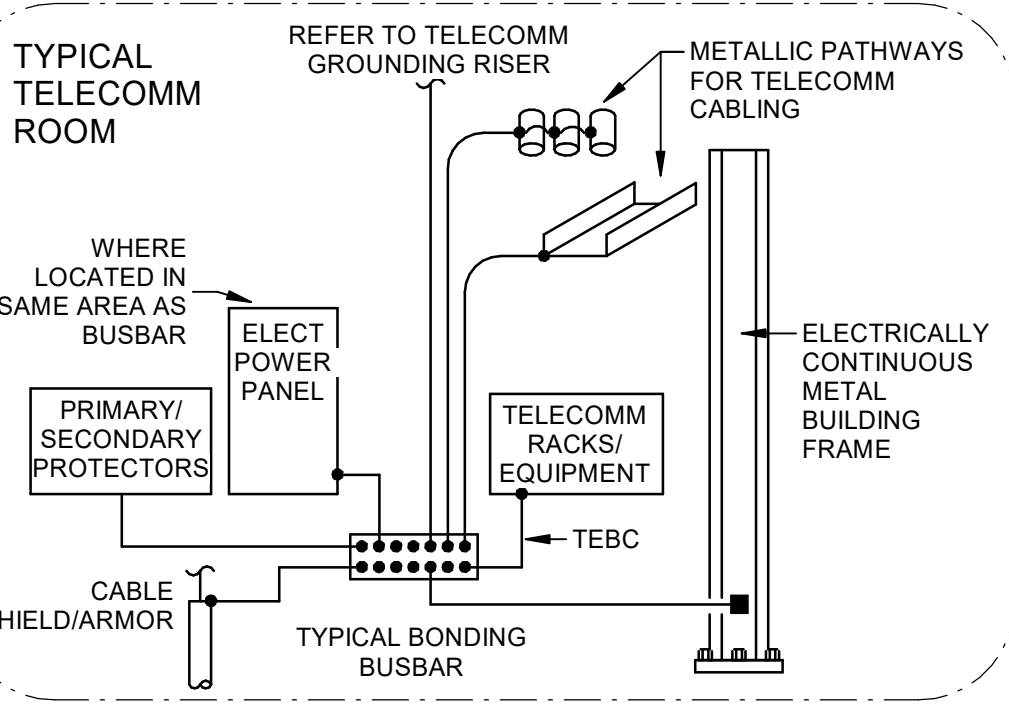 TYPICAL
TELECOMM
ROOM
REFER TO TELECOMM
GROUNDING RISER
METALLIC PATHWAYS
FOR TELECOMM
CABLING
WHERE
LOCATED IN
SAME AREA AS
BUSBAR
ELECT
POWER
PANEL
PRIMARY/
SECONDARY
PROTECTORS
TELECOMM
RACKS/
EQUIPMENT
ELECTRICALLY
CONTINUOUS
METAL
BUILDING
FRAME
TEBC
CABLE
HIELD/ARMOR
TYPICAL BONDING
BUSBAR